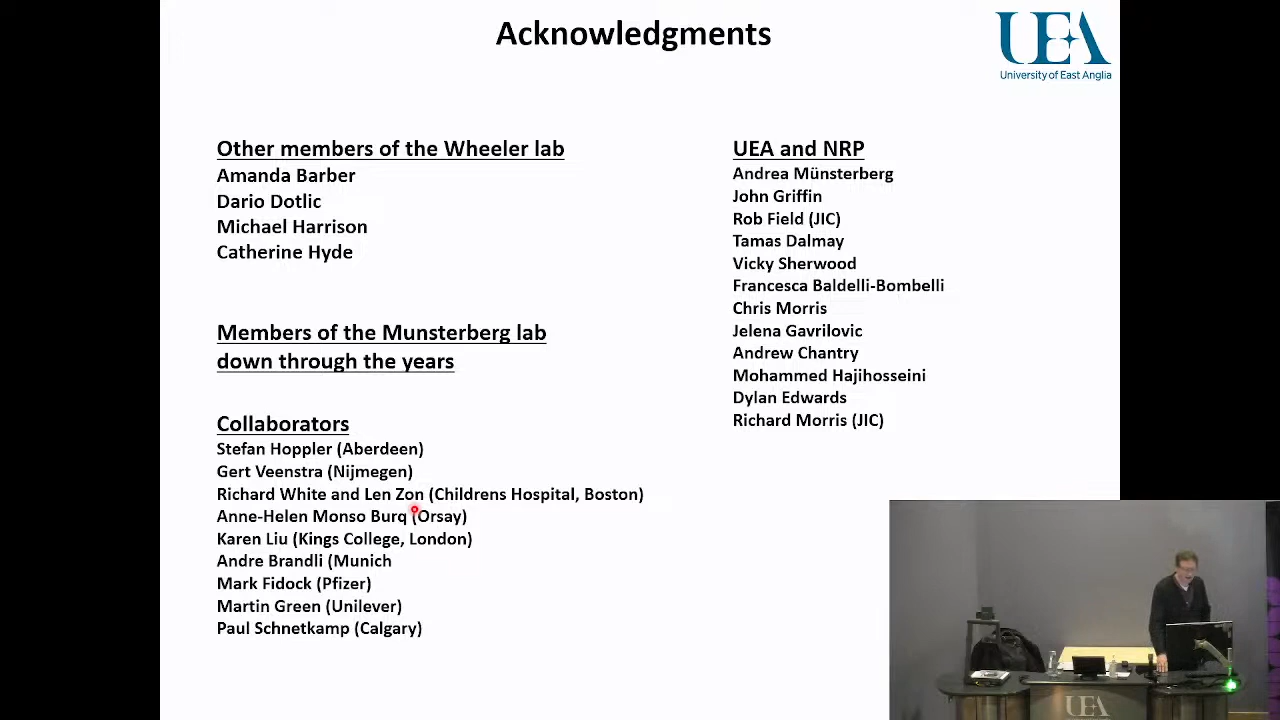 Acknowledgments
UEA
University of East Anglia
Other members of the Wheeler lab
Amanda Barber
Dario Dotlic
Michael Harrison
Catherine Hyde
Members of the Munsterberg lab
down through the years
Collaborators
Stefan Hoppler (Aberdeen)
Gert Veenstra (Nijmegen)
Richard White and Len Zon (Childrens Hospital, Boston)
Anne-Helen Monso Burq (Orsay)
Karen Liu (Kings College, London)
Andre Brandli (Munich
Mark Fidock (Pfizer)
Martin Green (Unilever)
Paul Schnetkamp (Calgary)
UEA and NRP
Andrea Münsterberg
John Griffin
Rob Field (JIC)
Tamas Dalmay
Vicky Sherwood
Francesca Baldelli-Bombelli
Chris Morris
Jelena Gavrilovic
Andrew Chantry
Mohammed Hajihosseini
Dylan Edwards
Richard Morris (JIC)
UEA